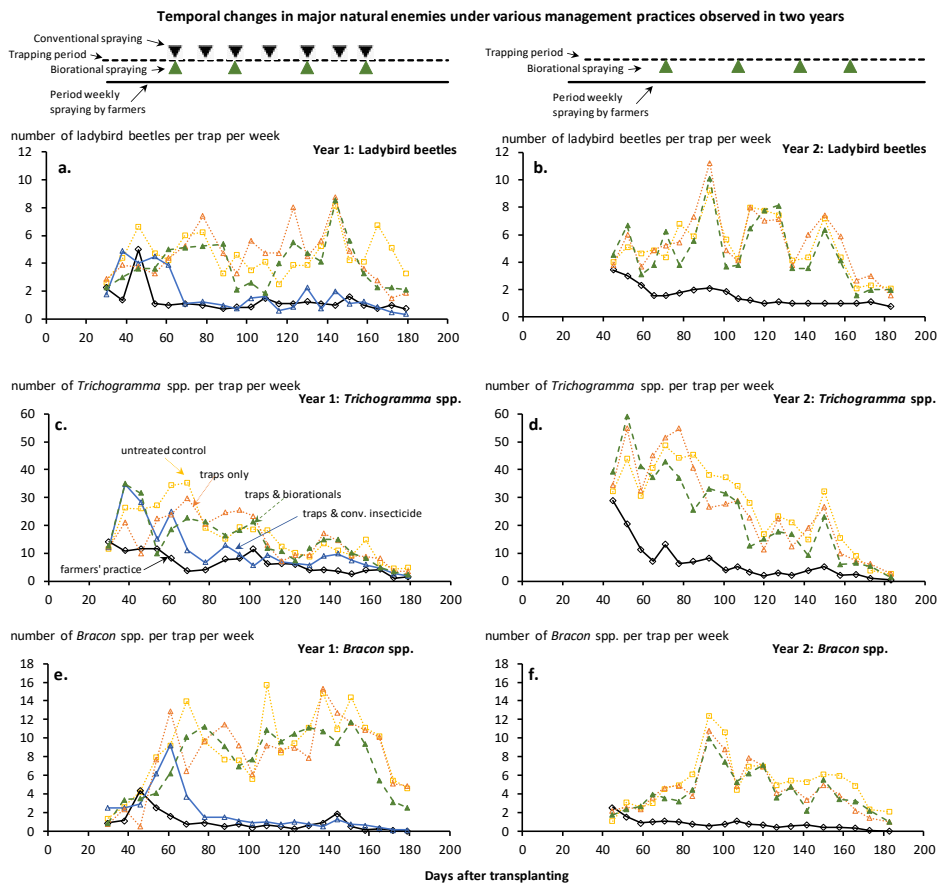 Temporal changes in major natural enemies under various management practices observed in two years
Conventional spraying
Trapping period
Biorational spraying
Period weekly
spraying by farmers
Trapping period
Biorational spraying
Period weekly
spraying by farmers
number of ladybird beetles per trap per week
Year 1: Ladybird beetles
a.
12
10
8
6
4
2
0
0 20 40 60 80 100 120 140 160 180 200
number of ladybird beetles per trap per week
Year 2: Ladybird beetles
b.
12
10
8
6
4
2
0
0 20 40 60 80 100 120 140 160 180 200
number of Trichogramma spp. per trap per week
Year 1: Trichogramma spp.
c.
60
50
40
30
20
10
0
untreated control
traps only
traps & biorationals
traps & conv. insecticide
farmers' practice
0 20 40 60 80 100 120 140 160 180 200
number of Trichogramma spp. per trap per week
Year 2: Trichogramma spp.
d.
60
50
40
30
20
10
0
0 20 40 60 80 100 120 140 160 180 200
number of Bracon spp. per trap per week
Year 1: Bracon spp.
e.
18
16
14
12
10
8
6
4
2
0
0 20 40 60 80 100 120 140 160 180 200
number of Bracon spp. per trap per week
Year 2: Bracon spp.
f.
18
16
14
12
10
8
6
4
2
0
0 20 40 60 80 100 120 140 160 180 200
Days after transplanting